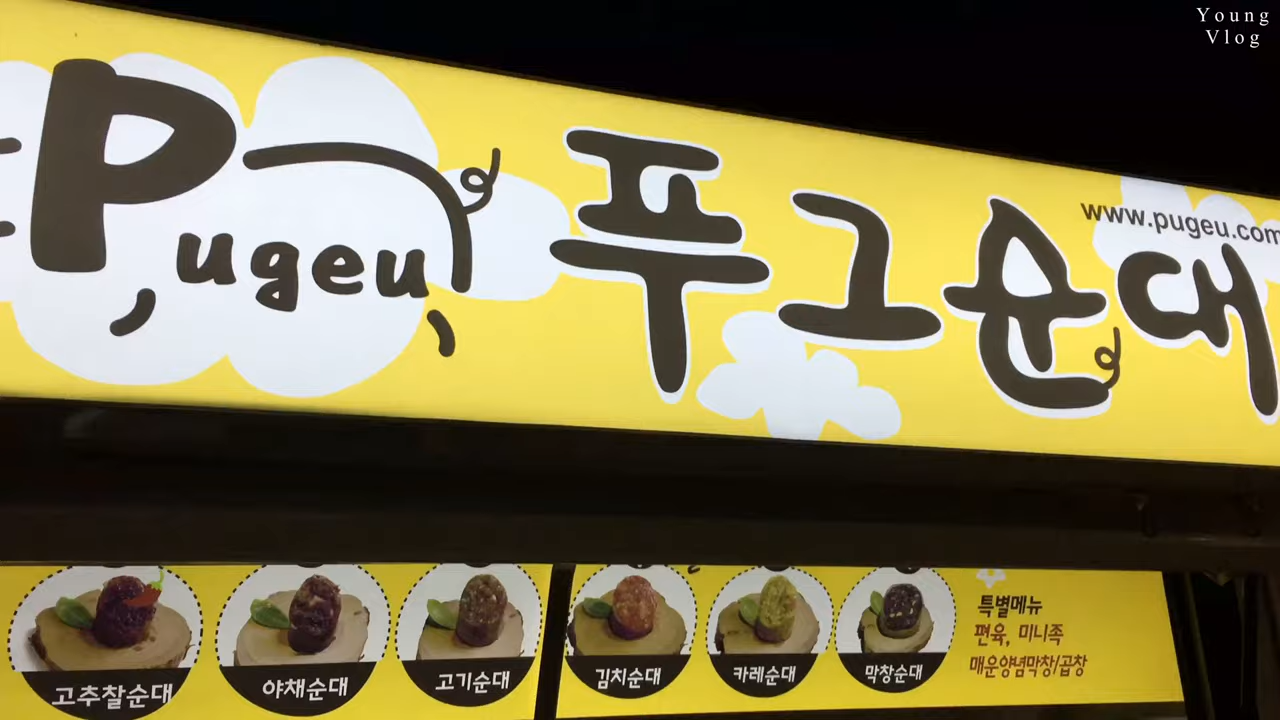 Young
Vlog
Pugeu
푸그순대
www.pugeu.com
고추찰순대
야채순대
고기순대
김치순대
카레순대
막창순대
특별메뉴
편육, 미니족
매운양념막창/곱창